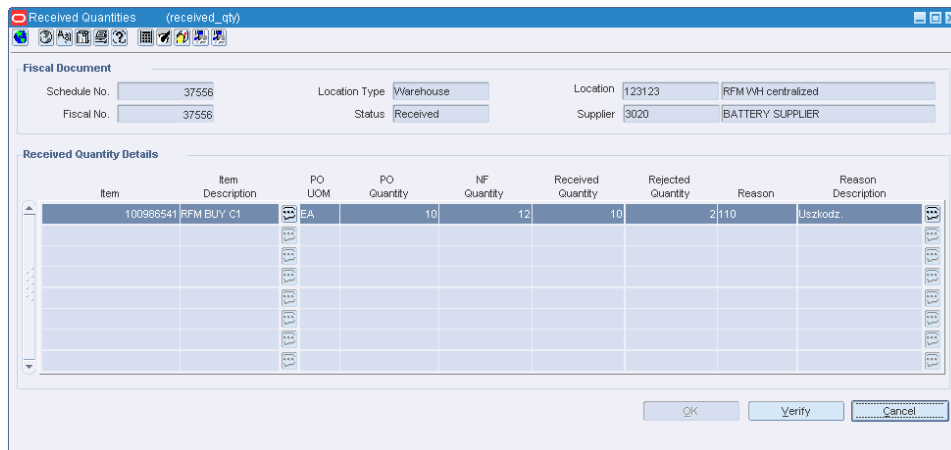 Received Quantities (received_qty)
Fiscal Document
Schedule No. 37556 Location Type Warehouse Location 123123 RFM WH centralized
Fiscal No. 37556 Status Received Supplier 3020 BATTERY SUPPLIER
Received Quantity Details
Item Item Description PO UOM PO Quantity NF Quantity Received Quantity Rejected Quantity Reason Reason Description
100986541 RFM BUY C1 EA 10 12 10 2 110 Uszkodz.
OK Verify Cancel